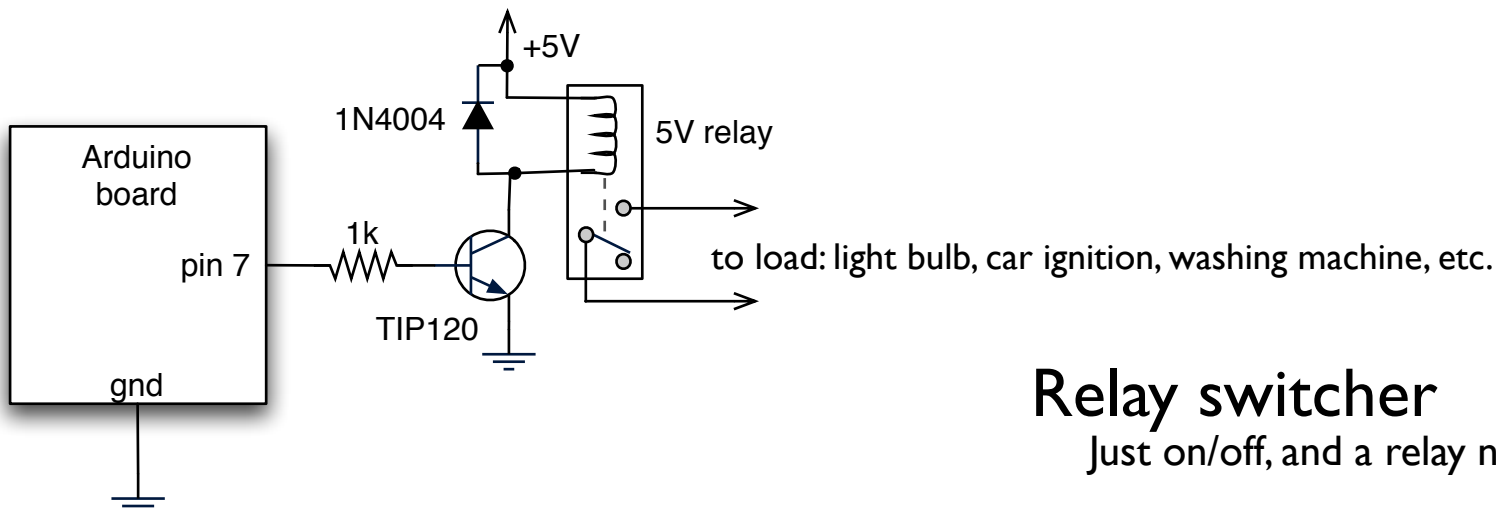 +5V
1N4004
5V relay
Arduino
board
1k
pin 7
to load: light bulb, car ignition, washing machine, etc.
TIP120
gnd
Relay switcher
Just on/off, and a relay